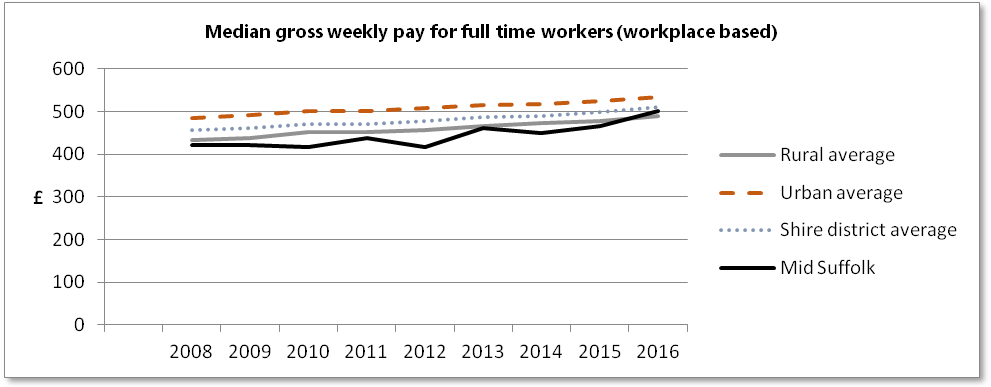 Median gross weekly pay for full time workers (workplace based)
600
500
400
£ 300
200
100
0
2008 2009 2010 2011 2012 2013 2014 2015 2016
Rural average
Urban average
Shire district average
Mid Suffolk